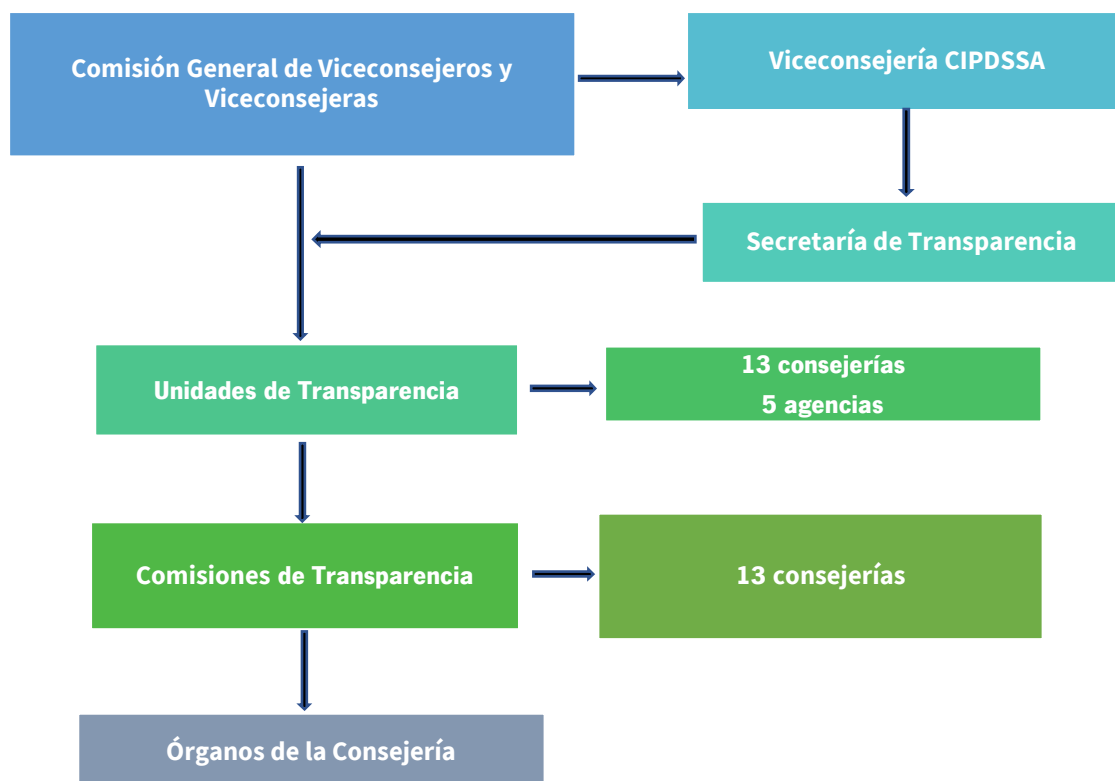 Comisión General de Viceconsejeros y
Viceconsejeras
Viceconsejería CIPDSSA
Secretaría de Transparencia
Unidades de Transparencia
13 consejerías
5 agencias
Comisiones de Transparencia
13 consejerías
Órganos de la Consejería